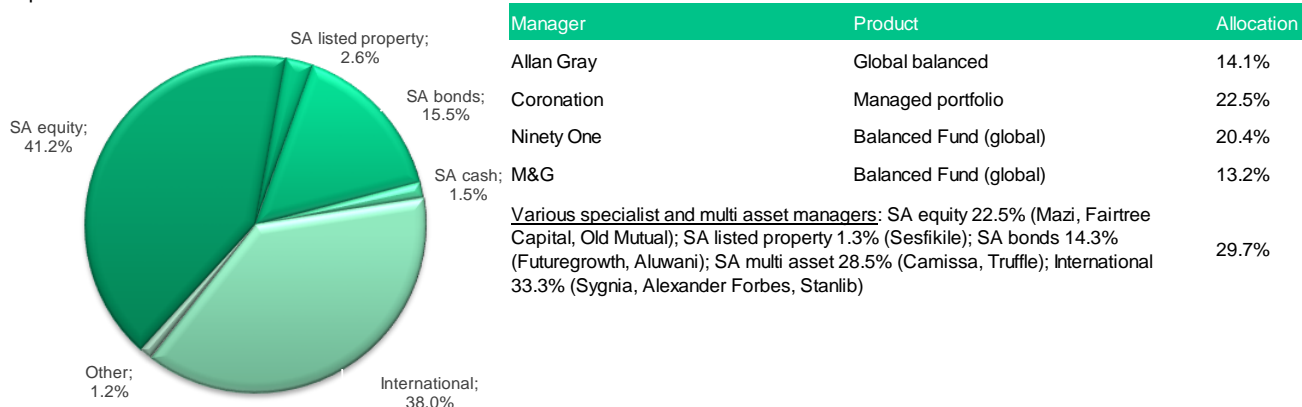 SA listed property;
2.6%
SA bonds;
15.5%
SA cash;
1.5%
International;
38.0%
Other;
1.2%
SA equity;
41.2%
Manager Product Allocation
Allan Gray Global balanced 14.1%
Coronation Managed portfolio 22.5%
Ninety One Balanced Fund (global) 20.4%
M&G Balanced Fund (global) 13.2%
Various specialist and multi asset managers: SA equity 22.5% (Mazi, Fairtree
Capital, Old Mutual); SA listed property 1.3% (Sesfikile); SA bonds 14.3%
(Futuregrowth, Aluwani); SA multi asset 28.5% (Camissa, Truffle); International
33.3% (Sygnia, Alexander Forbes, Stanlib)
29.7%